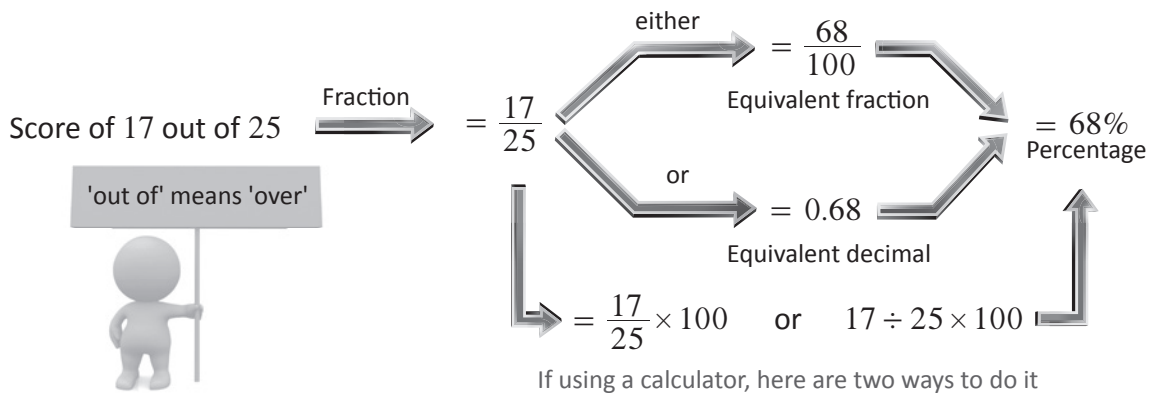 either
= 68/100
Equivalent fraction
Fraction
Score of 17 out of 25
= 17/25
= 68%
Percentage
'out of' means 'over'
or
= 0.68
Equivalent decimal
= 17/25 × 100 or 17 ÷ 25 × 100
If using a calculator, here are two ways to do it